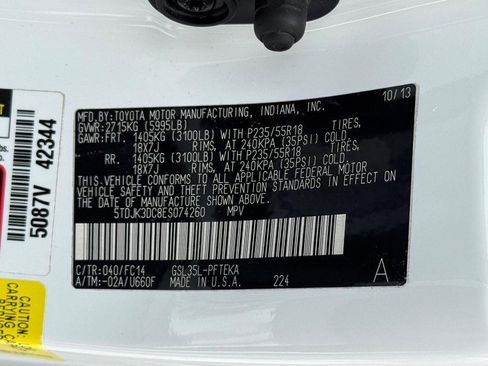 10/13
MFD.BY:TOYOTA MOTOR MANUFACTURING, INDIANA, INC.
GVWR:2715KG (5995LB)
GAWR:FRT. 1405KG (3100LB) WITH P235/55R18 TIRES,
18X7J RIMS, AT 240KPA (35PSI) COLD.
RR. 1405KG (3100LB) WITH P235/55R18 TIRES,
18X7J RIMS, AT 240KPA (35PSI) COLD.
THIS VEHICLE CONFORMS TO ALL APPLICABLE FEDERAL MOTOR
VEHICLE SAFETY AND THEFT PREVENTION STANDARDS IN EFFECT
ON THE DATE OF MANUFACTURE SHOWN ABOVE.
5TDJK3DC8ES074260 MPV
C/TR:040/FC14 GSL35L-PFTEKA
A/TM:-02A/U660F MADE IN U.S.A. 224
A
5087V 42344
CARRYING